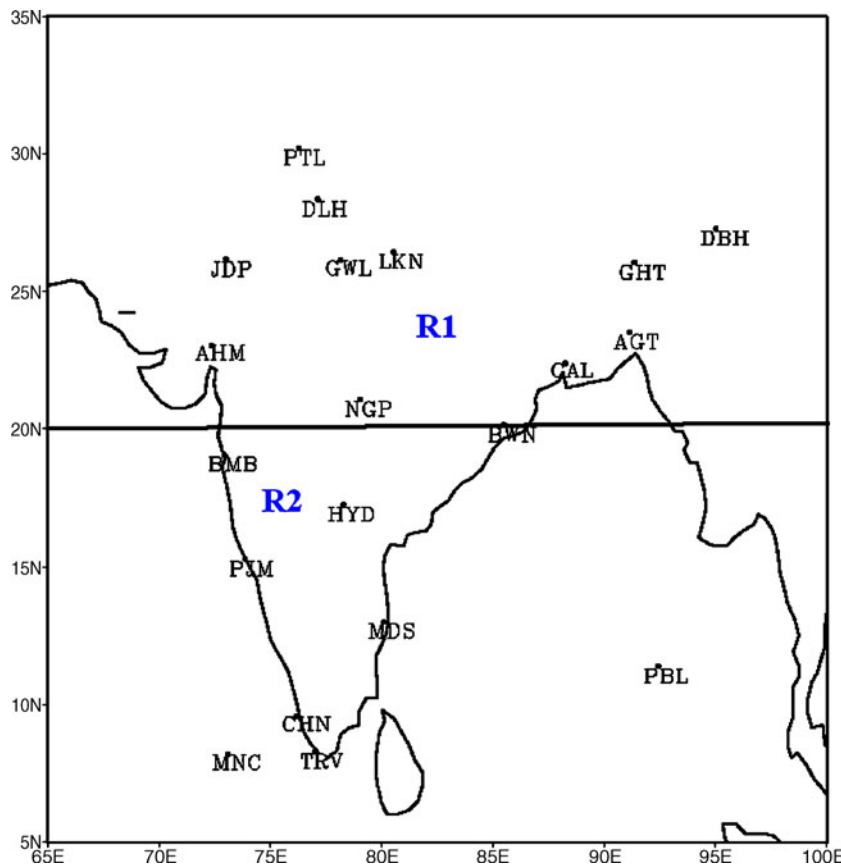 35N
30N
PTL
DLH
DBH
JDP
GWL
LKN
GHT
25N
R1
AHM
AGT
CAL
NGP
20N
BWN
BMB
R2
HYD
15N
PJM
MDS
PBL
10N
CHN
MNC
TRV
5N
65E 70E 75E 80E 85E 90E 95E 100E